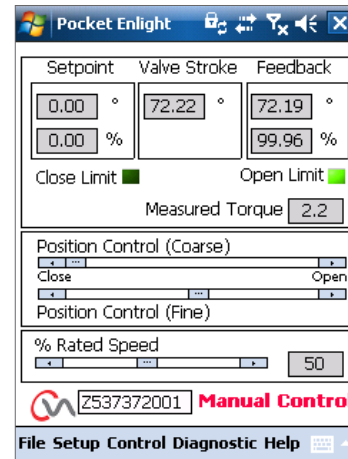 Pocket Enlight
Setpoint Valve Stroke Feedback
0.00 ° 72.22 ° 72.19 °
0.00 % 99.96 %
Close Limit Open Limit
Measured Torque 2.2
Position Control (Coarse)
Close Open
Position Control (Fine)
% Rated Speed
50
Z537372001 Manual Contro
File Setup Control Diagnostic Help